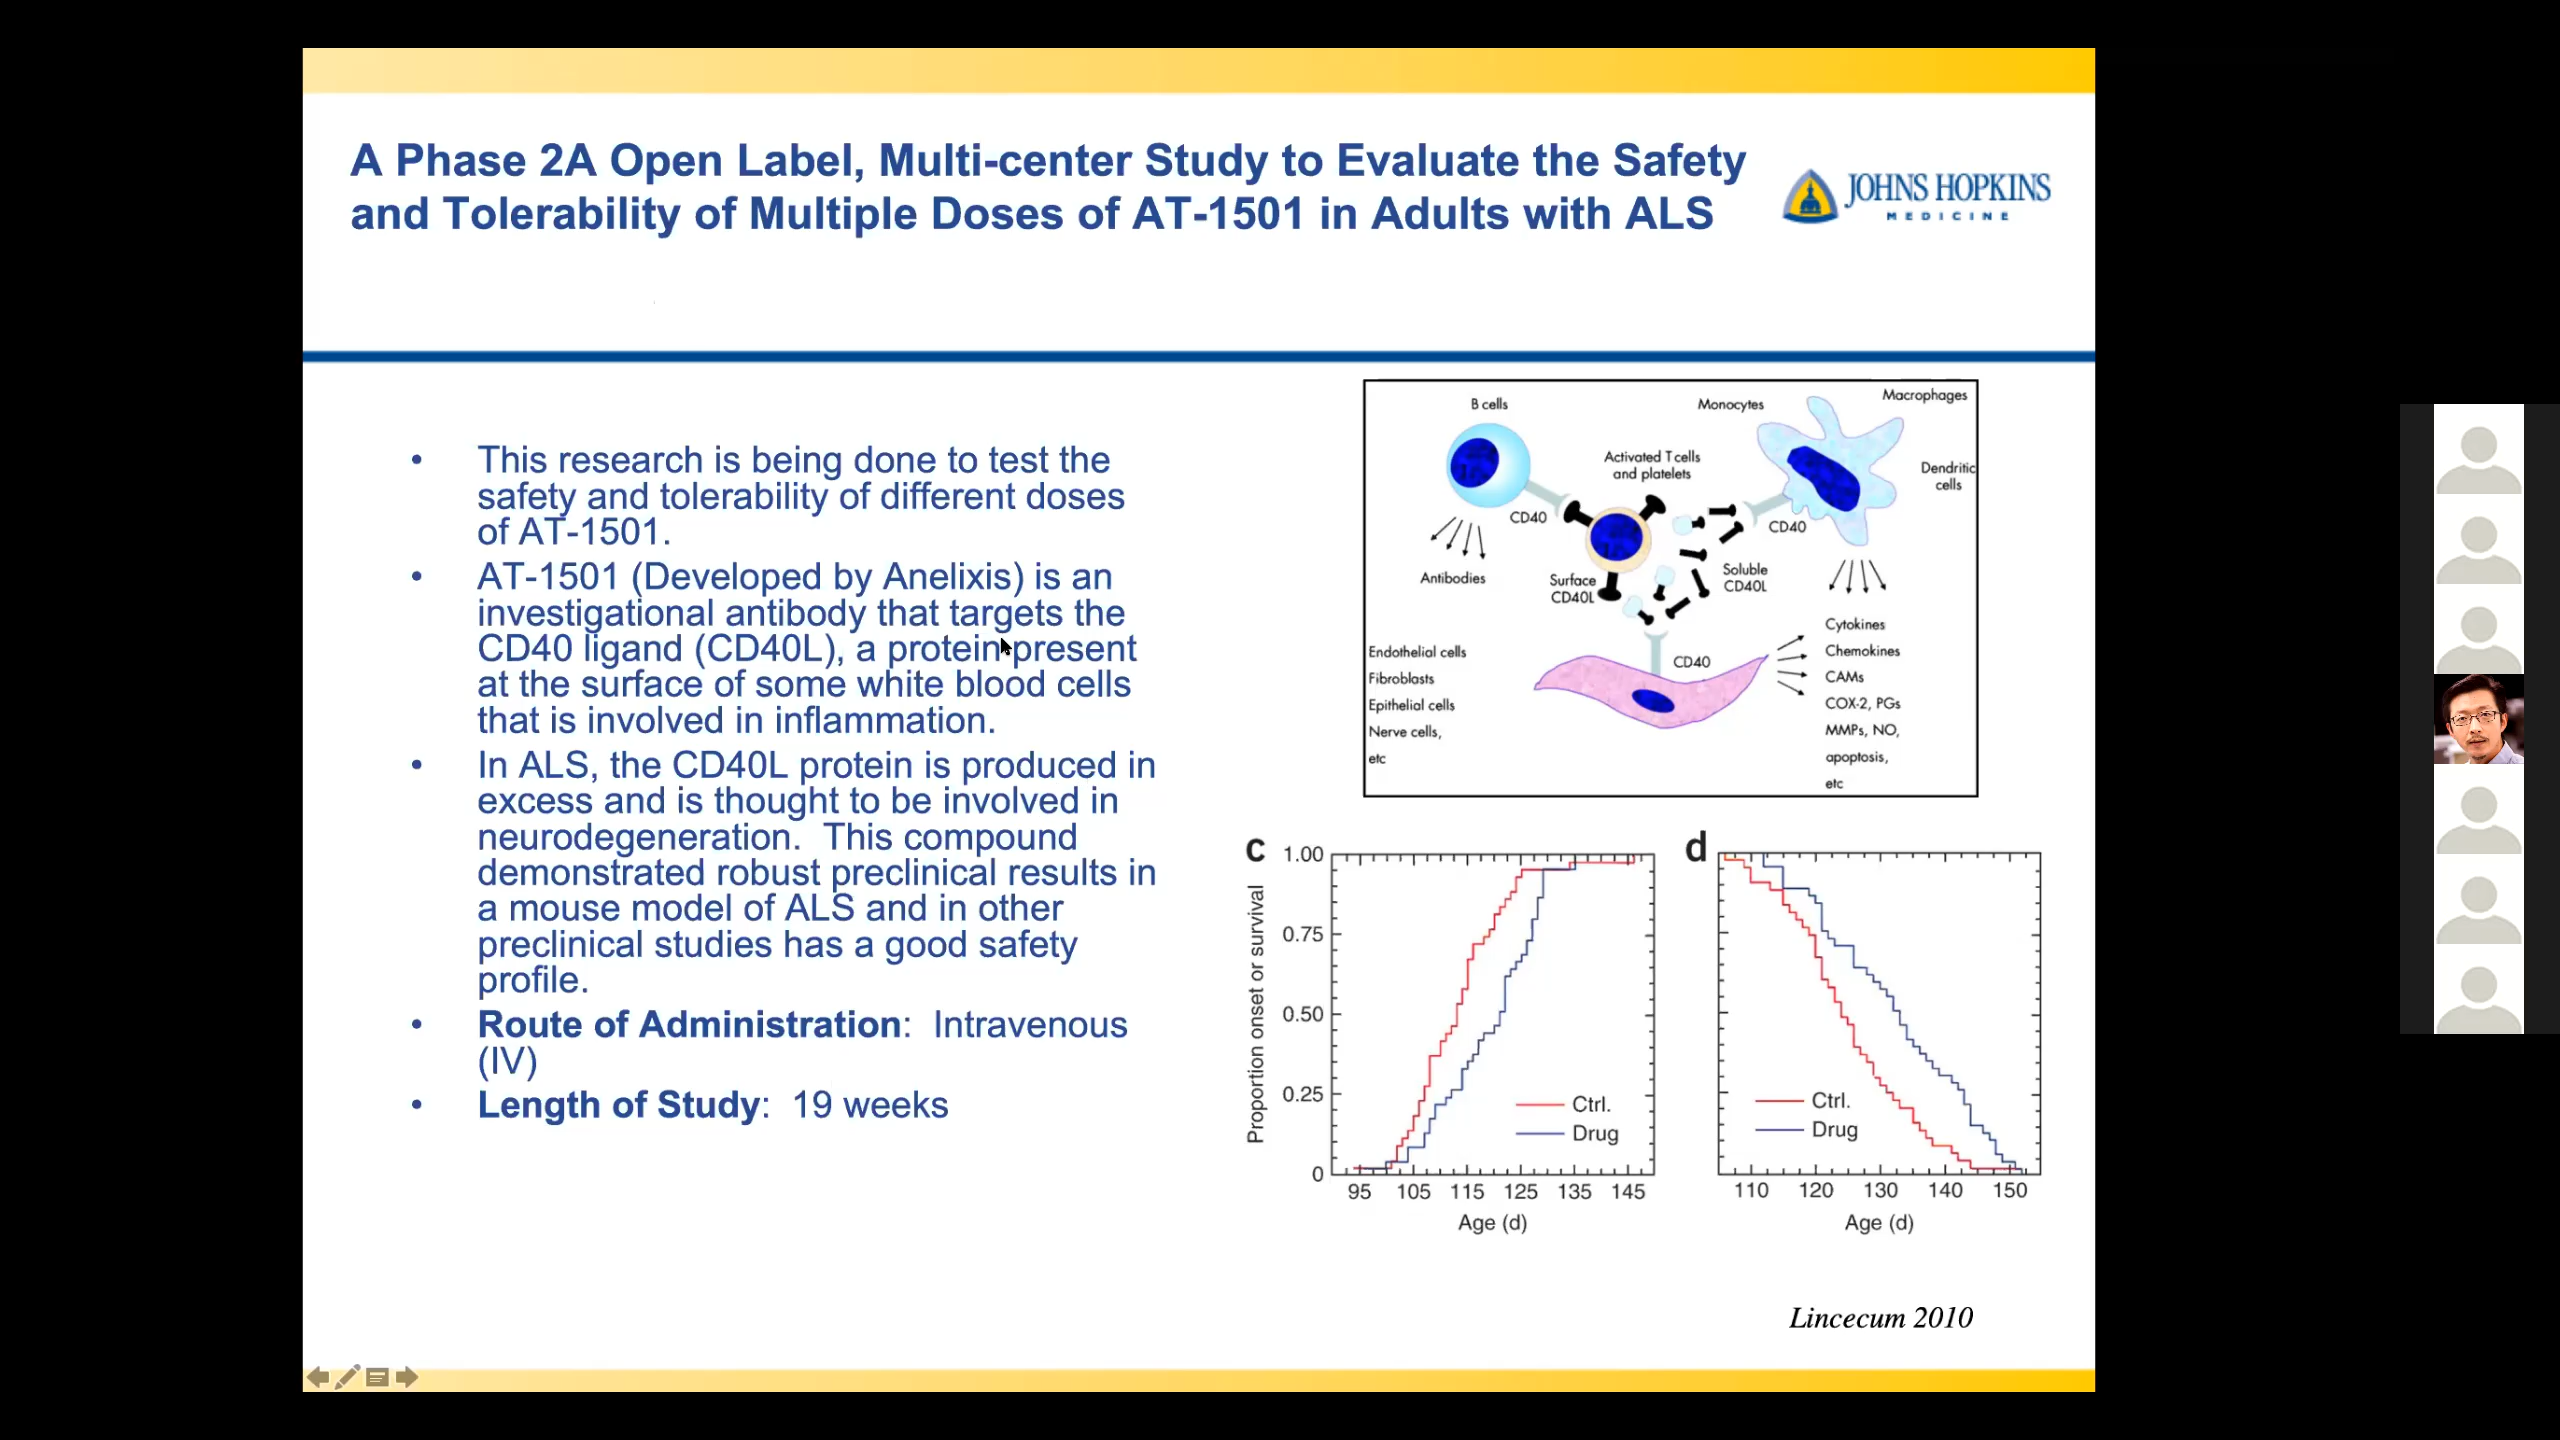 A Phase 2A Open Label, Multi-center Study to Evaluate the Safety
and Tolerability of Multiple Doses of AT-1501 in Adults with ALS
JOHNS HOPKINS
MEDICINE
• This research is being done to test the
safety and tolerability of different doses
of AT-1501.
• AT-1501 (Developed by Anelixis) is an
investigational antibody that targets the
CD40 ligand (CD40L), a protein present
at the surface of some white blood cells
that is involved in inflammation.
• In ALS, the CD40L protein is produced in
excess and is thought to be involved in
neurodegeneration.  This compound
demonstrated robust preclinical results in
a mouse model of ALS and in other
preclinical studies has a good safety
profile.
• Route of Administration:  Intravenous
(IV)
• Length of Study:  19 weeks
B cells
Monocytes
Macrophages
Activated T cells
and platelets
Dendritic
cells
CD40
CD40
Antibodies
Surface
CD40L
Soluble
CD40L
CD40
Endothelial cells
Fibroblasts
Epithelial cells
Nerve cells,
etc
Cytokines
Chemokines
CAMs
COX-2, PGs
MMPs, NO,
apoptosis,
etc
c
Proportion onset or survival
1.00
0.75
0.50
0.25
0
Ctrl.
Drug
95 105 115 125 135 145
Age (d)
d
Ctrl.
Drug
110 120 130 140 150
Age (d)
Lincecum 2010